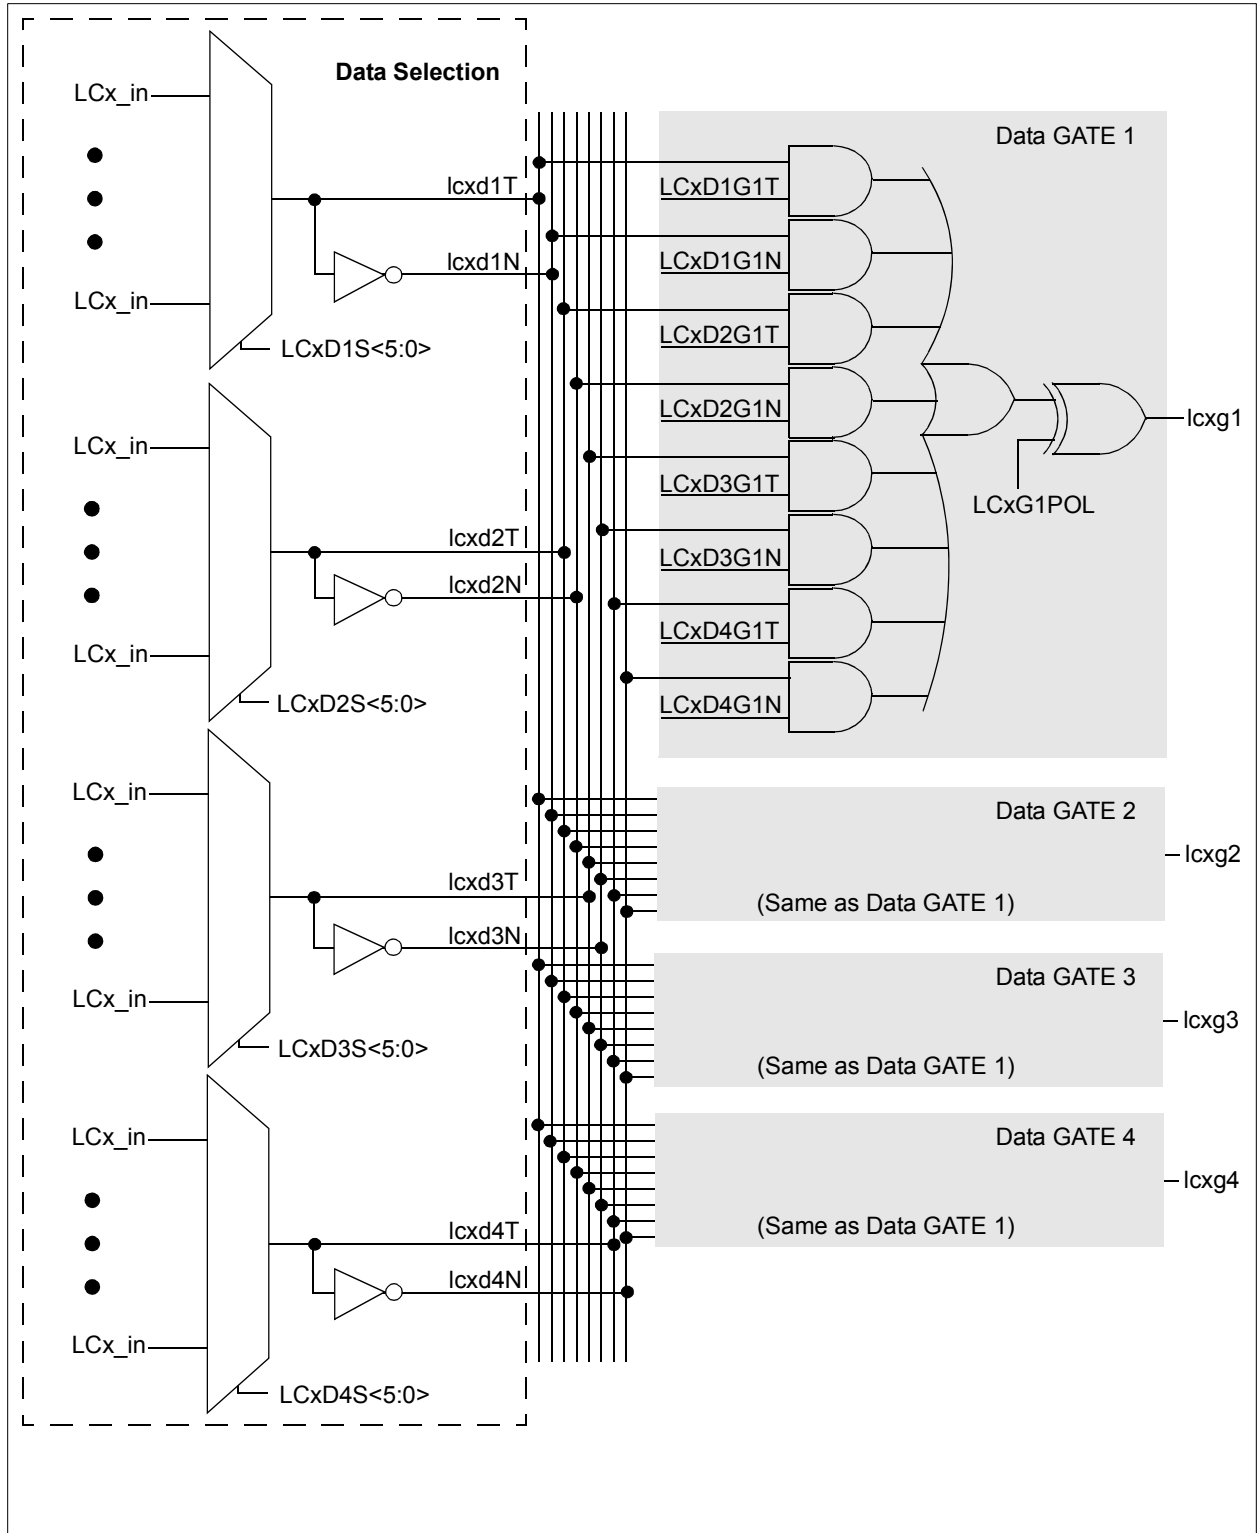 Data Selection
LCx_in
LCx_in
LCxD1S<5:0>
lcxd1T
lcxd1N
LCx_in
LCx_in
LCxD2S<5:0>
lcxd2T
lcxd2N
LCx_in
LCx_in
LCxD3S<5:0>
lcxd3T
lcxd3N
LCx_in
LCx_in
LCxD4S<5:0>
lcxd4T
lcxd4N
Data GATE 1
LCxD1G1T
LCxD1G1N
LCxD2G1T
LCxD2G1N
LCxD3G1T
LCxD3G1N
LCxD4G1T
LCxD4G1N
LCxG1POL
lcxg1
Data GATE 2
(Same as Data GATE 1)
lcxg2
Data GATE 3
(Same as Data GATE 1)
lcxg3
Data GATE 4
(Same as Data GATE 1)
lcxg4